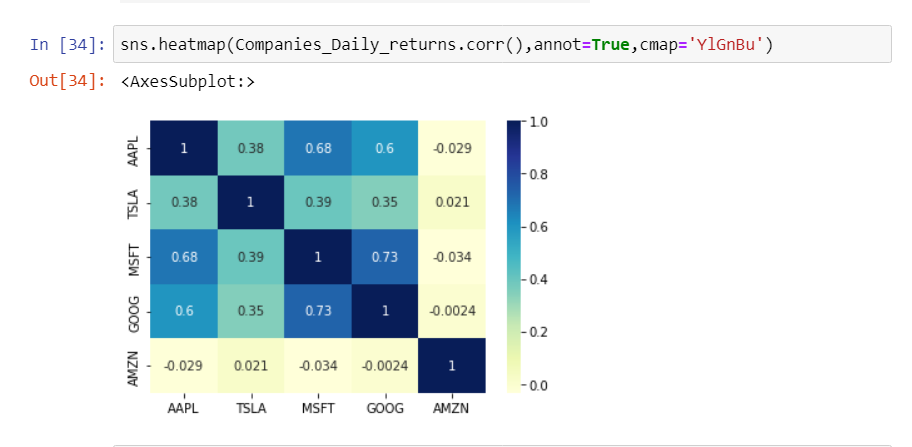 In [34]: sns.heatmap(Companies_Daily_returns.corr(),annot=True,cmap='YlGnBu')
Out[34]: <AxesSubplot:>
1.0
AAPL 1 0.38 0.68 0.6 -0.029
0.8
TSLA 0.38 1 0.39 0.35 0.021
0.6
MSFT 0.68 0.39 1 0.73 -0.034
0.4
GOOG 0.6 0.35 0.73 1 -0.0024
0.2
AMZN -0.029 0.021 -0.034 -0.0024 1
0.0
AAPL TSLA MSFT GOOG AMZN